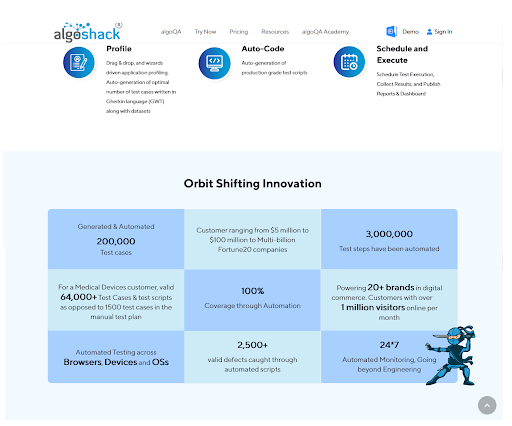 algoshack®
algoQA Try Now Pricing Resources algoQA Academy Demo Sign In
Profile
Drag & drop, and wizards
driven application profiling.
Auto-generation of optimal
number of test cases written in
Gherkin language (GWT)
along with datasets
Auto-Code
Auto-generation of
production grade test scripts
Schedule and
Execute
Schedule Test Execution,
Collect Results, and Publish
Reports & Dashboard
Orbit Shifting Innovation
Generated & Automated
200,000
Test cases
Customer ranging from $5 million to
$100 million to Multi-billion
Fortune20 companies
3,000,000
Test steps have been automated
For a Medical Devices customer, valid
64,000+ Test Cases & test scripts
as opposed to 1500 test cases in the
manual test plan
100%
Coverage through Automation
Powering 20+ brands in digital
commerce. Customers with over
1 million visitors online per
month
Automated Testing across
Browsers, Devices and OSs
2,500+
valid defects caught through
automated scripts
24*7
Automated Monitoring, Going
beyond Engineering